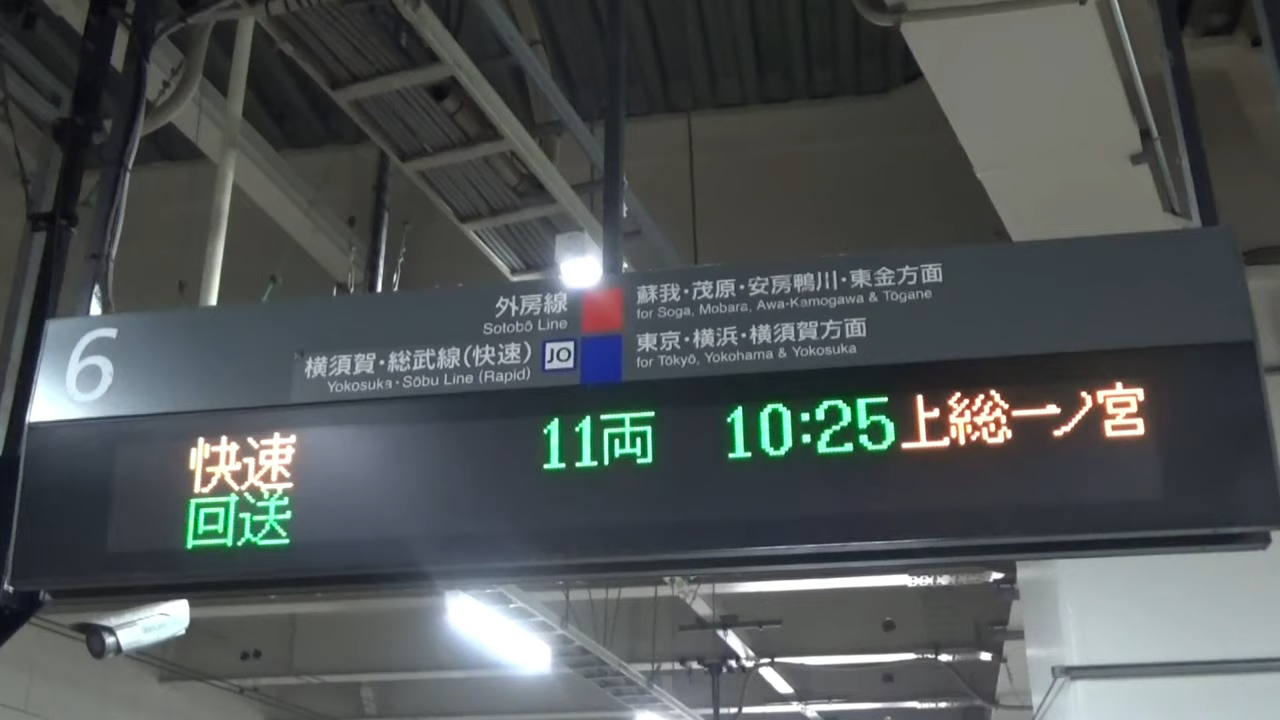 6
外房線
Sotobō Line
蘇我・茂原・安房鴨川・東金方面
for Soga, Mobara, Awa-Kamogawa & Tōgane
横須賀・総武線(快速) JO
Yokosuka・Sōbu Line (Rapid)
東京・横浜・横須賀方面
for Tōkyō, Yokohama & Yokosuka
快速 11両 10:25 上総一ノ宮
回送